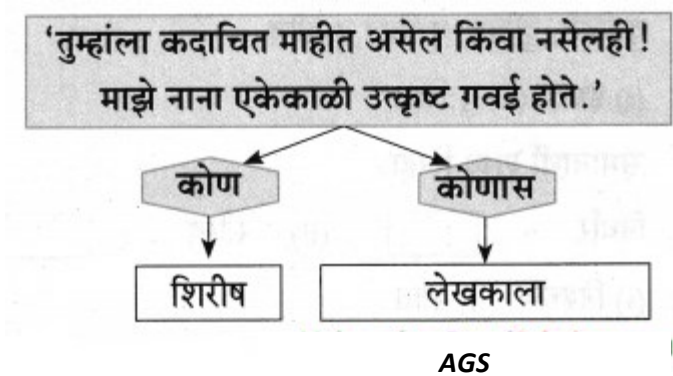 ‘तुम्हांला कदाचित माहीत असेल किंवा नसेलही!
माझे नाना एकेकाळी उत्कृष्ट गवई होते.’
कोण
कोणास
शिरीष
लेखकाला
AGS